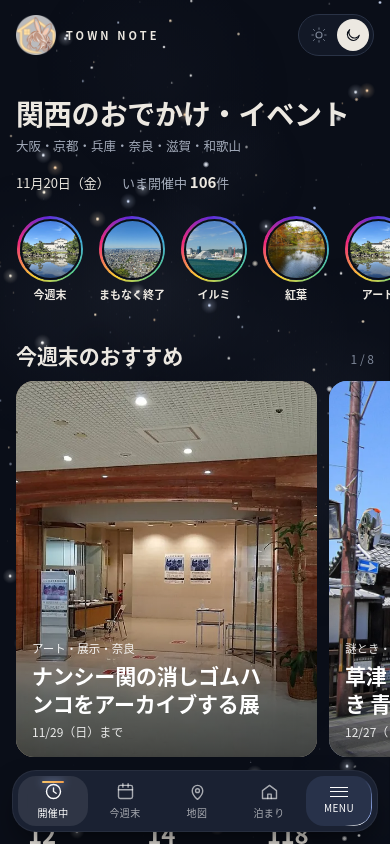 TOWN NOTE
関西のおでかけ・イベント
大阪・京都・兵庫・奈良・滋賀・和歌山
11月20日（金） いま開催中 106件
今週末 まもなく終了 イルミ 紅葉 アート
今週末のおすすめ
1 / 8
アート・展示・奈良
ナンシー関の消しゴムハ
ンコをアーカイブする展
11/29（日）まで
謎とき・
草津
き 青
12/27（
開催中 今週末 地図 泊まり MENU
12 14 118